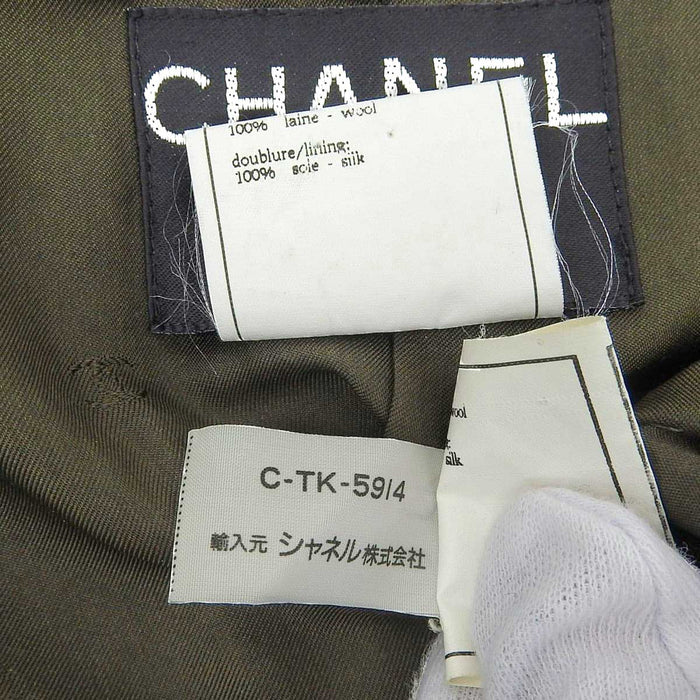 CHANEL
100% laine - wool
doublure/lining:
100% soie - silk
wool
silk
C-TK-59/4
輸入元 シャネル株式会社